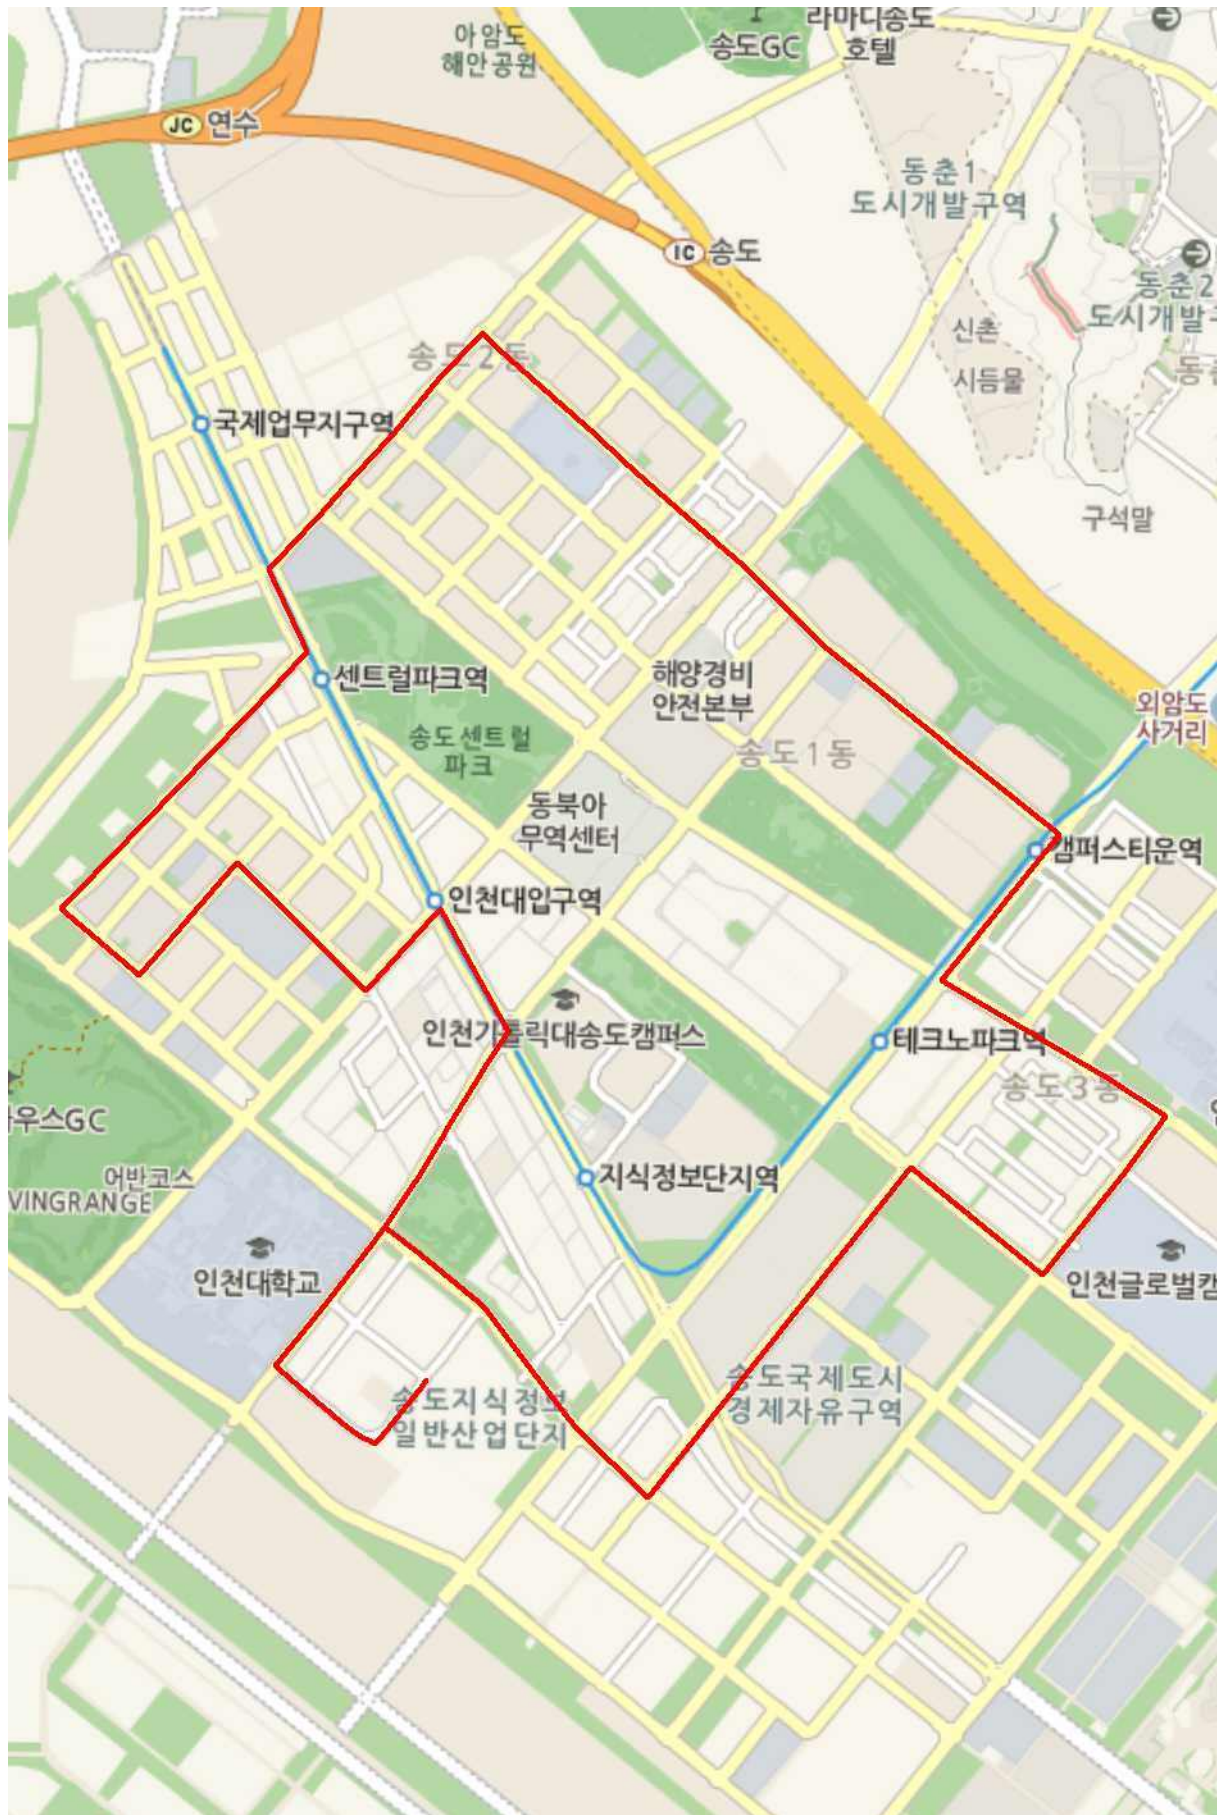 라마다송도
호텔
아암도
해안공원
송도GC
JC 연수
동춘1
도시개발구역
IC 송도
동춘2
도시개발구
신촌
시듬물
송도2동
국제업무지구역
구석말
센트럴파크역
해양경비
안전본부
외암도
사거리
송도센트럴
파크
송도1동
동북아
무역센터
캠퍼스타운역
인천대입구역
인천가톨릭대송도캠퍼스
테크노파크역
송도3동
우스GC
어반코스
VINGRANGE
지식정보단지역
인천대학교
인천글로벌캠
송도국제도시
경제자유구역
송도지식정보
일반산업단지